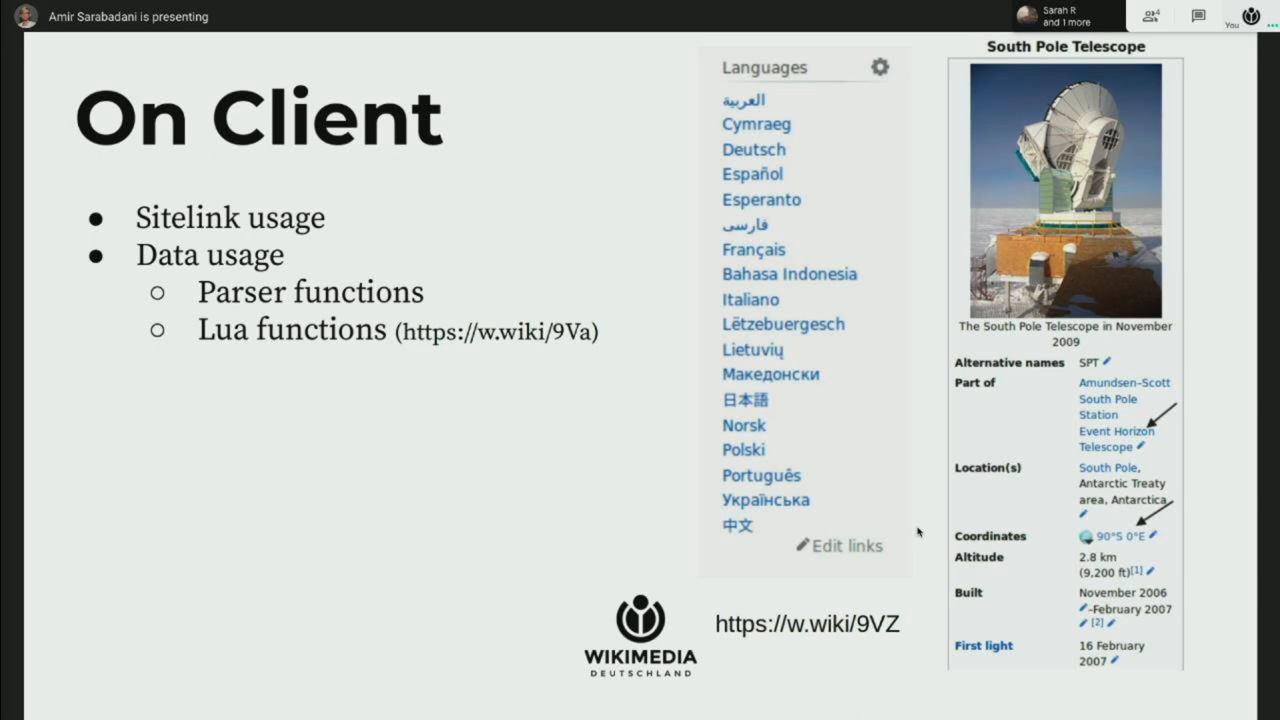 Amir Sarabadani is presenting
Sarah R
and 1 more
4
You
On Client
● Sitelink usage
● Data usage
○ Parser functions
○ Lua functions (https://w.wiki/9Va)
Languages
العربية
Cymraeg
Deutsch
Español
Esperanto
فارسی
Français
Bahasa Indonesia
Italiano
Lëtzebuergesch
Lietuvių
Македонски
日本語
Norsk
Polski
Português
Українська
中文
Edit links
WIKIMEDIA
DEUTSCHLAND
https://w.wiki/9VZ
South Pole Telescope
The South Pole Telescope in November
2009
Alternative names SPT
Part of Amundsen–Scott
South Pole
Station
Event Horizon
Telescope
Location(s) South Pole,
Antarctic Treaty
area, Antarctica
Coordinates 90°S 0°E
Altitude 2.8 km
(9,200 ft)[1]
Built November 2006
–February 2007
[2]
First light 16 February
2007